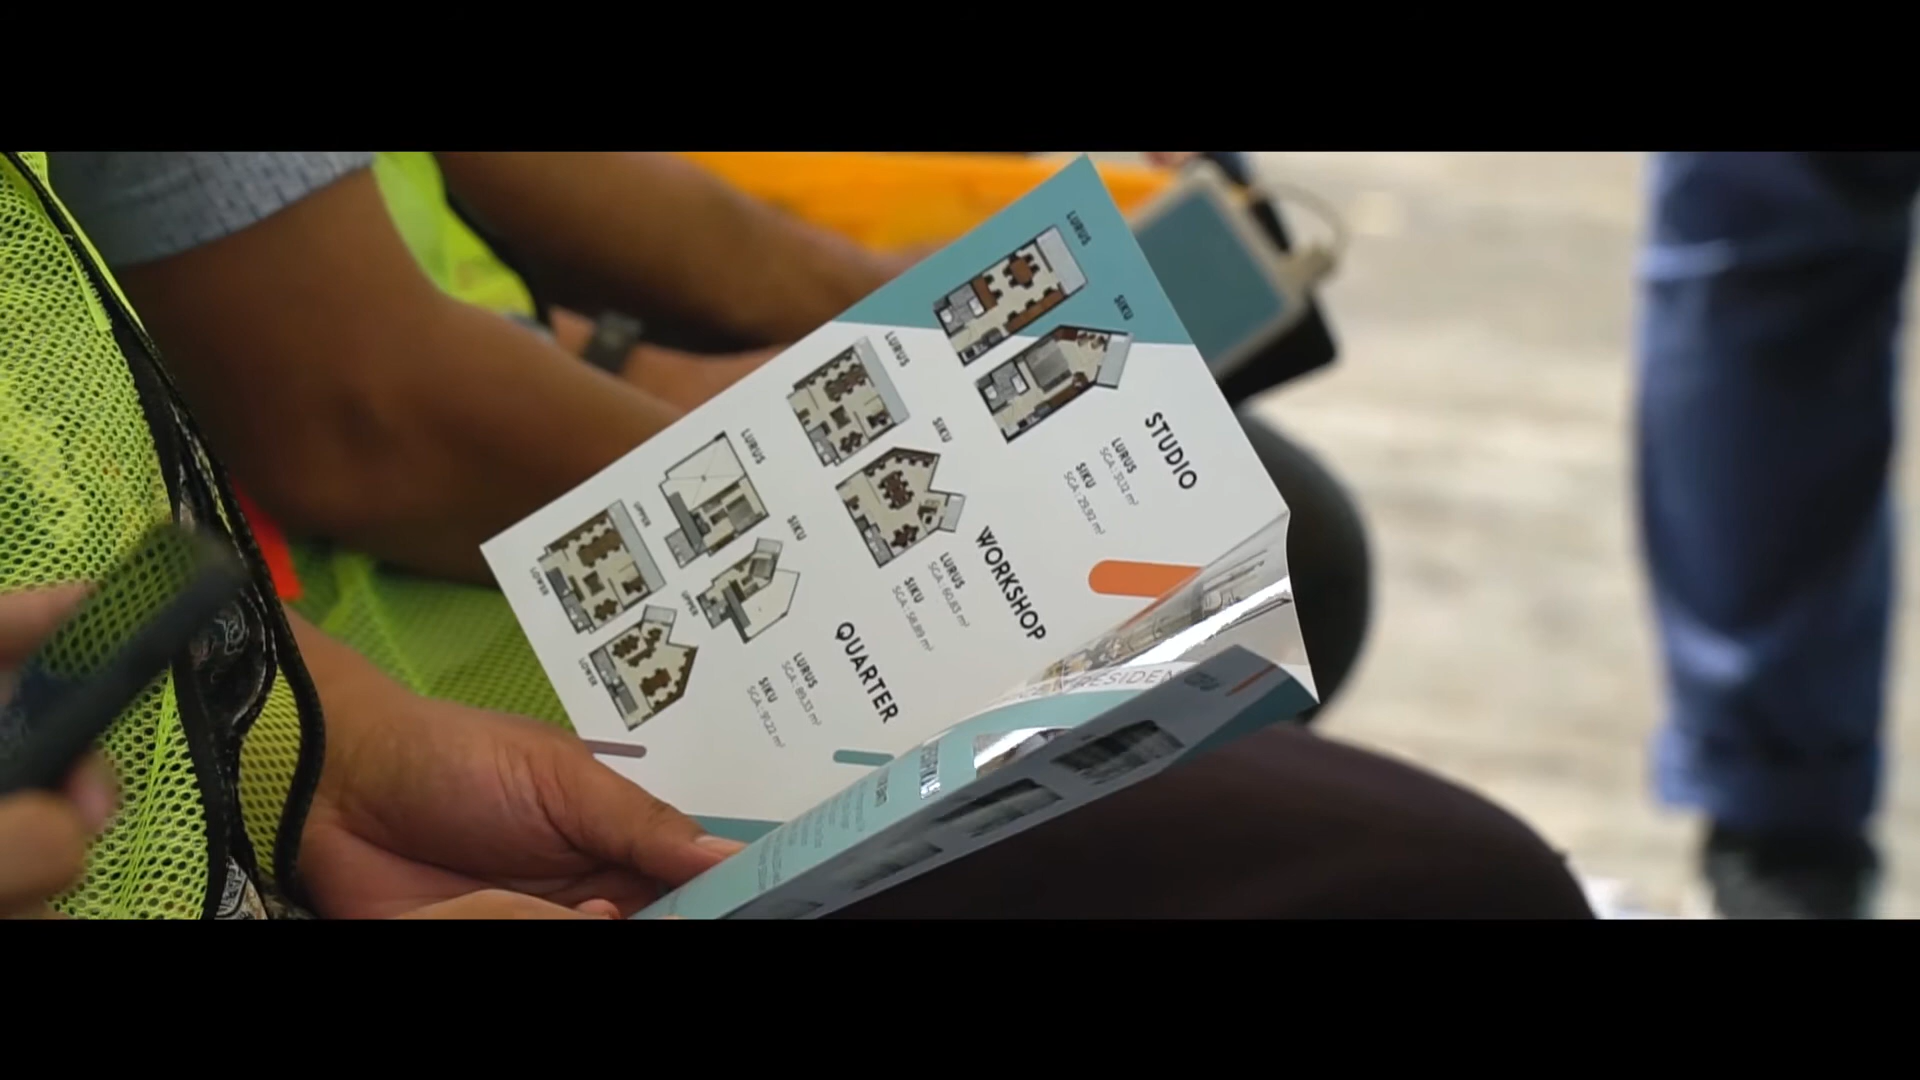 LURUS
SIKU
STUDIO
LURUS
SGA : 31,12 m²
SIKU
SGA : 29,92 m²
LURUS
SIKU
WORKSHOP
LURUS
SGA : 60,83 m²
SIKU
SGA : 58,89 m²
LURUS
UPPER
LOWER
SIKU
UPPER
LOWER
QUARTER
LURUS
SGA : 89,33 m²
SIKU
SGA : 91,22 m²